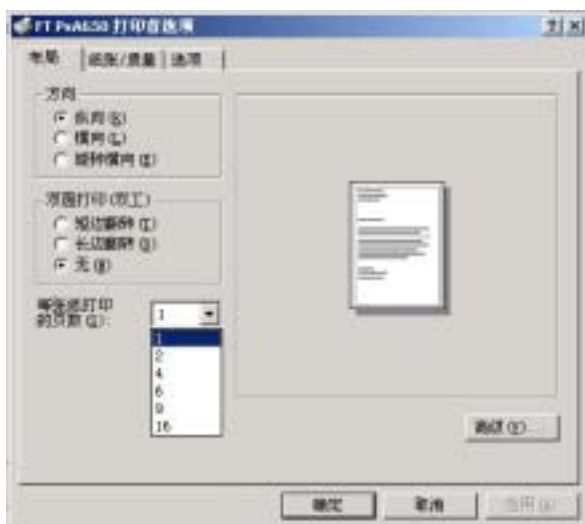 打印首选项
布局
纸张/质量
选项
方向
纵向(R)
横向(L)
旋转横向(E)
双面打印(双工)
短边翻转(T)
长边翻转(O)
无(N)
每张纸打印
的页数(G):
1
1
2
4
6
9
16
高级(V)...
确定
取消
应用(A)